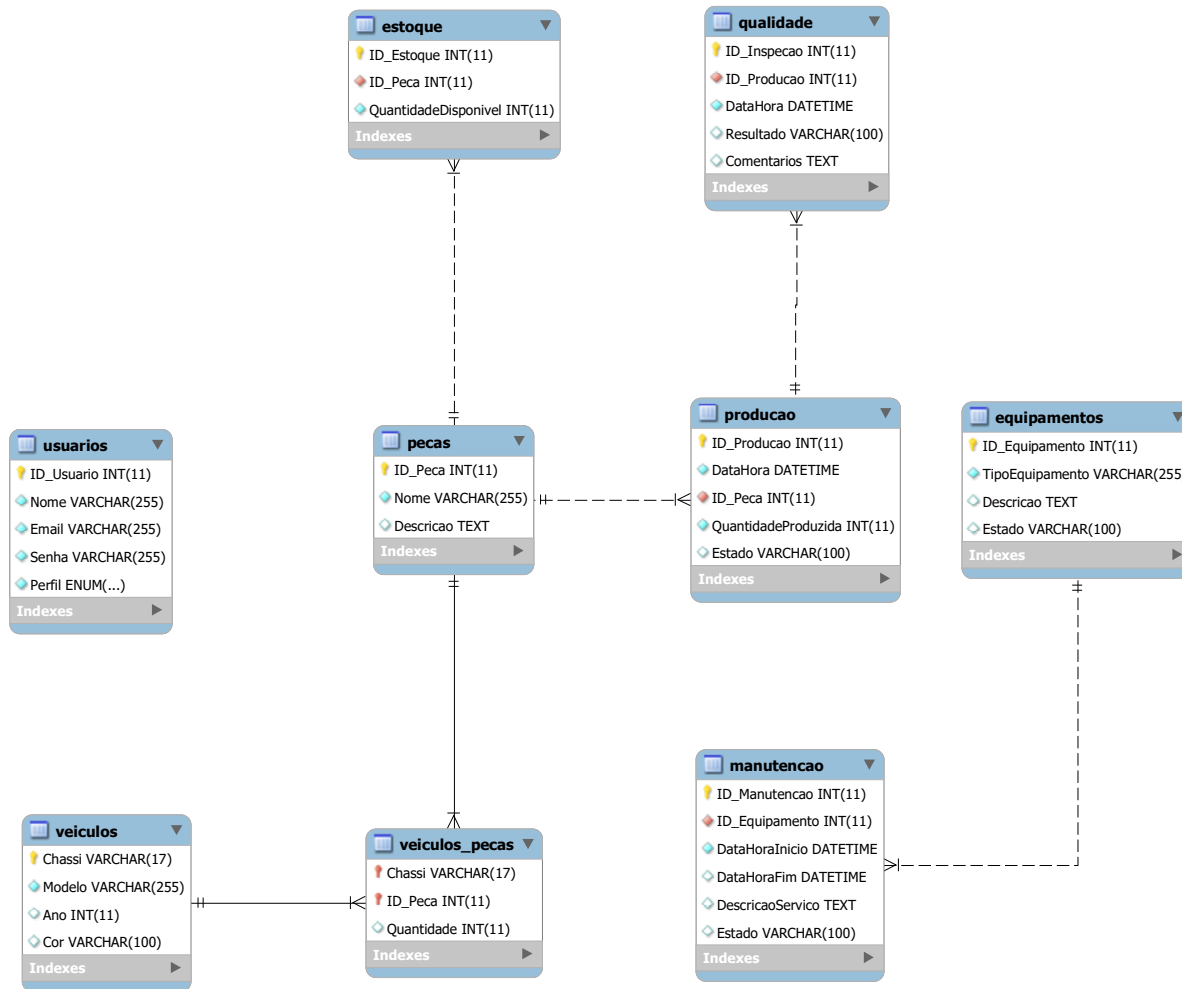 estoque
ID_Estoque INT(11)
ID_Peca INT(11)
QuantidadeDisponivel INT(11)
Indexes
qualidade
ID_Inspecao INT(11)
ID_Producao INT(11)
DataHora DATETIME
Resultado VARCHAR(100)
Comentarios TEXT
Indexes
usuarios
ID_Usuario INT(11)
Nome VARCHAR(255)
Email VARCHAR(255)
Senha VARCHAR(255)
Perfil ENUM(...)
Indexes
pecas
ID_Peca INT(11)
Nome VARCHAR(255)
Descricao TEXT
Indexes
producao
ID_Producao INT(11)
DataHora DATETIME
ID_Peca INT(11)
QuantidadeProduzida INT(11)
Estado VARCHAR(100)
Indexes
equipamentos
ID_Equipamento INT(11)
TipoEquipamento VARCHAR(255
Descricao TEXT
Estado VARCHAR(100)
Indexes
veiculos
Chassi VARCHAR(17)
Modelo VARCHAR(255)
Ano INT(11)
Cor VARCHAR(100)
Indexes
veiculos_pecas
Chassi VARCHAR(17)
ID_Peca INT(11)
Quantidade INT(11)
Indexes
manutencao
ID_Manutencao INT(11)
ID_Equipamento INT(11)
DataHoraInicio DATETIME
DataHoraFim DATETIME
DescricaoServico TEXT
Estado VARCHAR(100)
Indexes